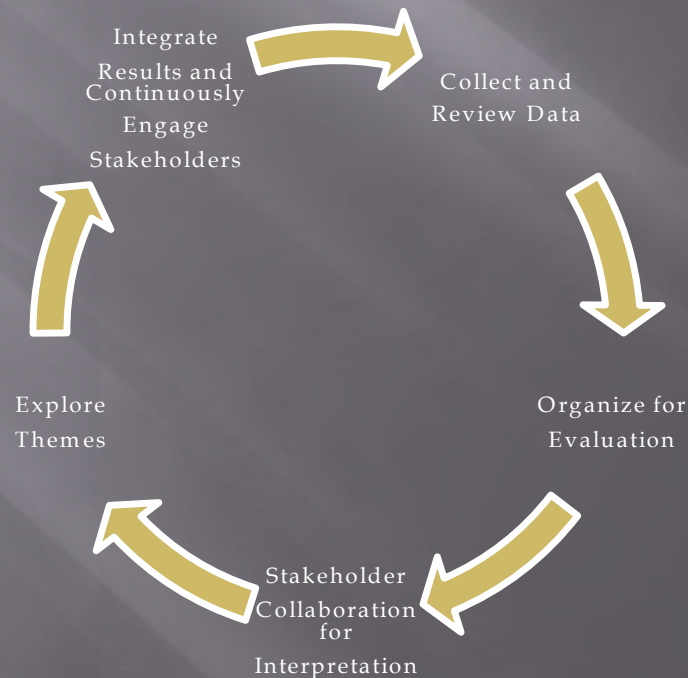 Integrate
Results and
Continuously
Engage
Stakeholders
Collect and
Review Data
Organize for
Evaluation
Stakeholder
Collaboration
for
Interpretation
Explore
Themes